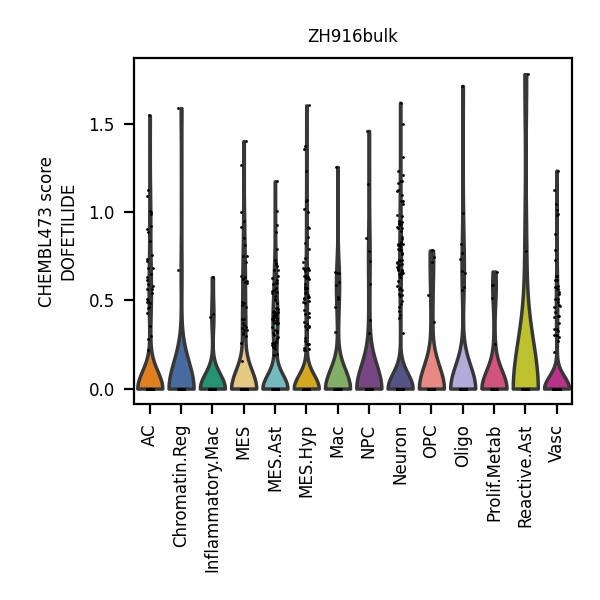 ZH916bulk
CHEMBL473 score
DOFETILIDE
1.5
1.0
0.5
0.0
AC
Chromatin.Reg
Inflammatory.Mac
MES
MES.Ast
MES.Hyp
Mac
NPC
Neuron
OPC
Oligo
Prolif.Metab
Reactive.Ast
Vasc